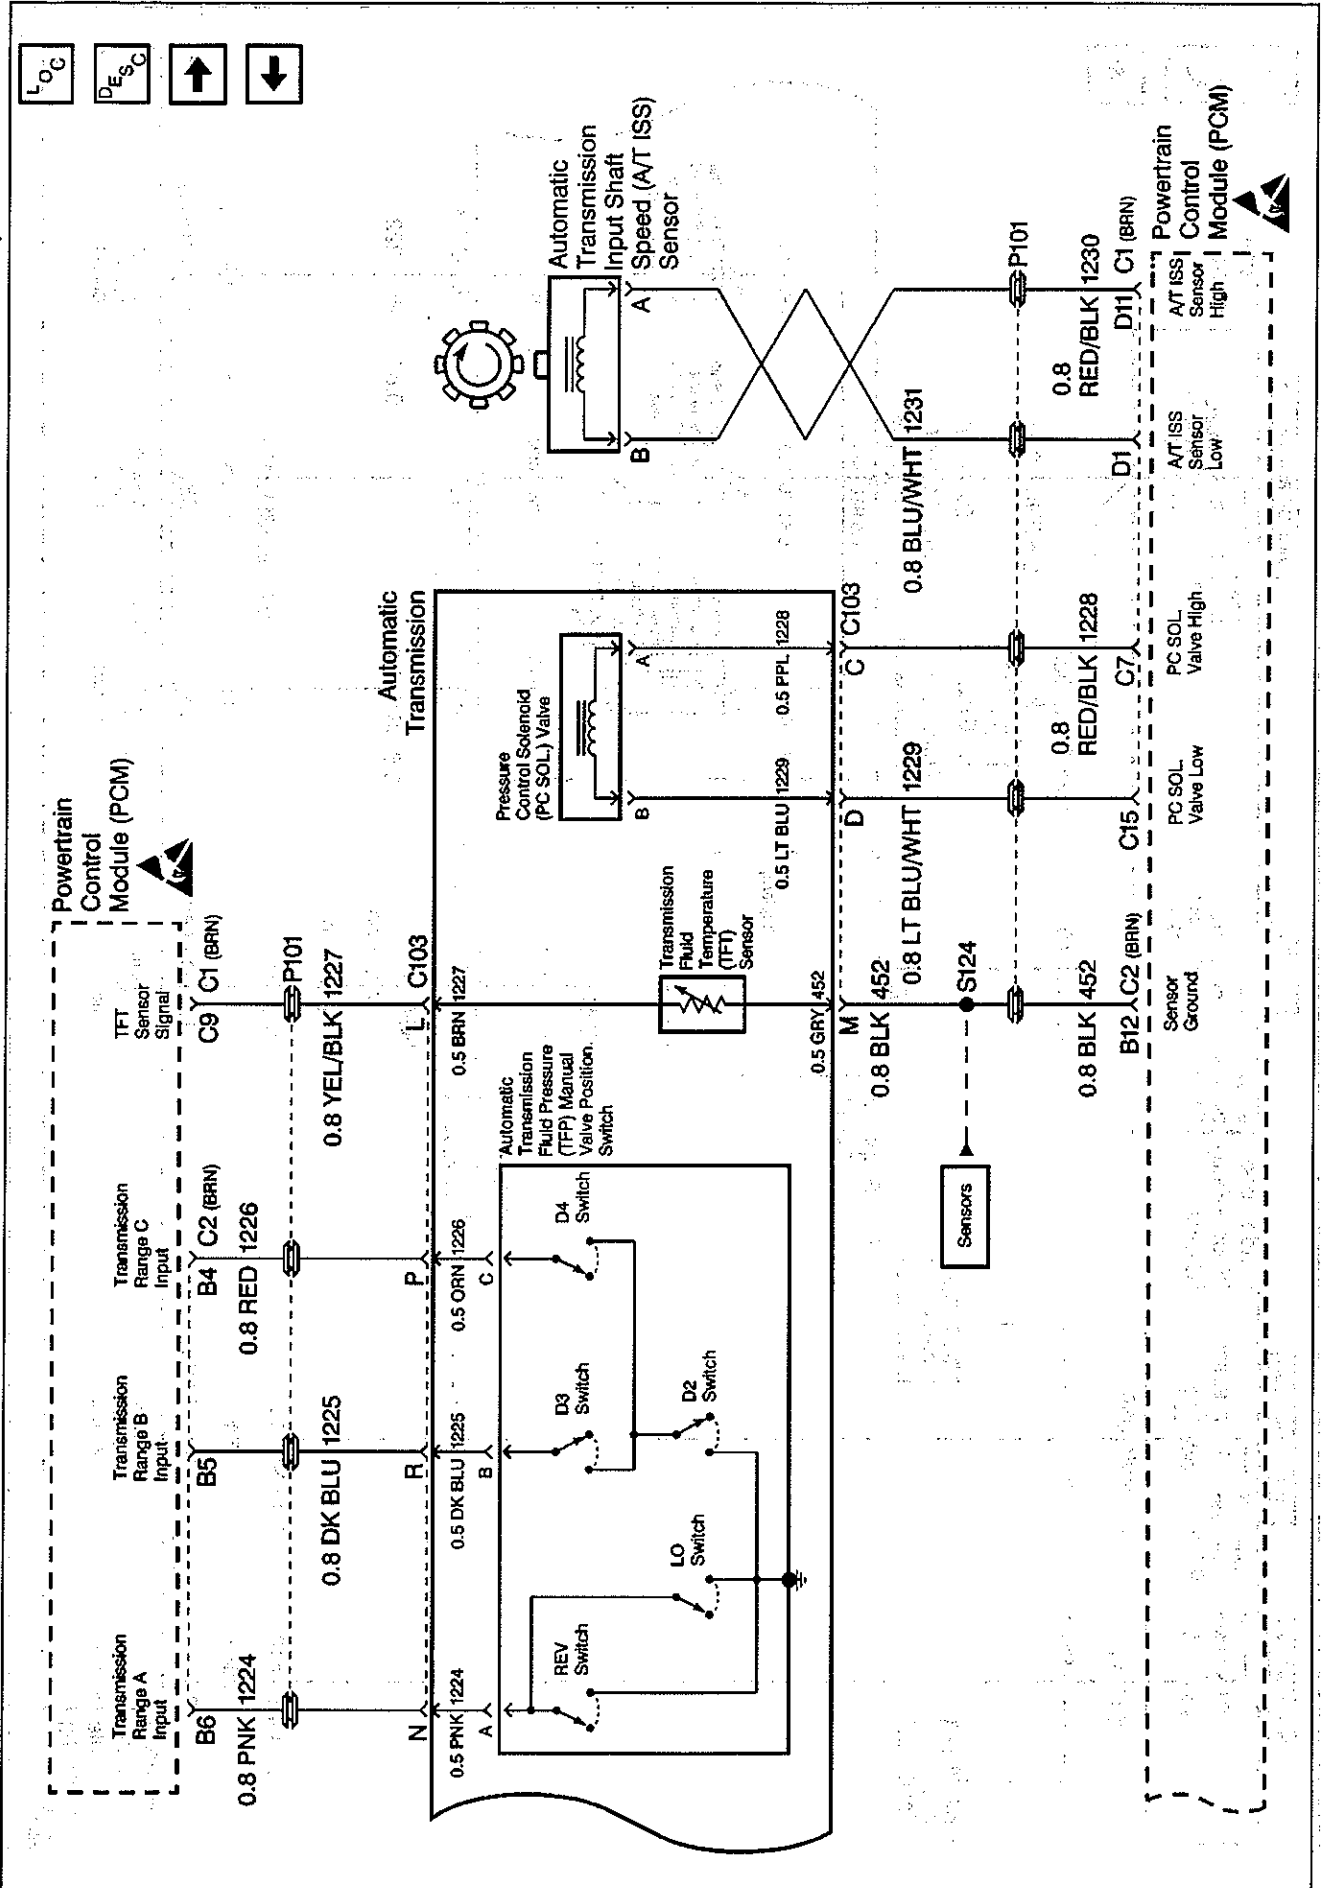 LOC
DESC
Powertrain
Control
Module (PCM)
Transmission
Range A
Input
Transmission
Range B
Input
Transmission
Range C
Input
TFT
Sensor
Signal
B6
B5
B4
C2 (BRN)
C9
C1 (BRN)
0.8 PNK 1224
0.8 RED 1226
P101
0.8 DK BLU 1225
0.8 YEL/BLK 1227
N
R
P
L
C103
Automatic
Transmission
0.5 PNK 1224
0.5 DK BLU 1225
0.5 ORN 1226
0.5 BRN 1227
A
B
C
Automatic
Transmission
Fluid Pressure
(TFP) Manual
Valve Position
Switch
REV
Switch
D3
Switch
D4
Switch
LO
Switch
D2
Switch
Transmission
Fluid
Temperature
(TFT)
Sensor
Pressure
Control Solenoid
(PC SOL.) Valve
B
A
0.5 GRY 452
0.5 LT BLU 1229
0.5 PPL 1228
M
D
C
C103
Automatic
Transmission
Input Shaft
Speed (A/T ISS)
Sensor
B
A
0.8 BLK 452
0.8 LT BLU/WHT 1229
0.8 BLU/WHT 1231
Sensors
S124
P101
0.8 BLK 452
0.8
RED/BLK 1228
0.8
RED/BLK 1230
B12
C2 (BRN)
C15
C7
D1
D11
C1 (BRN)
Sensor
Ground
PC SOL.
Valve Low
PC SOL.
Valve High
A/T ISS
Sensor
Low
A/T ISS
Sensor
High
Powertrain
Control
Module (PCM)